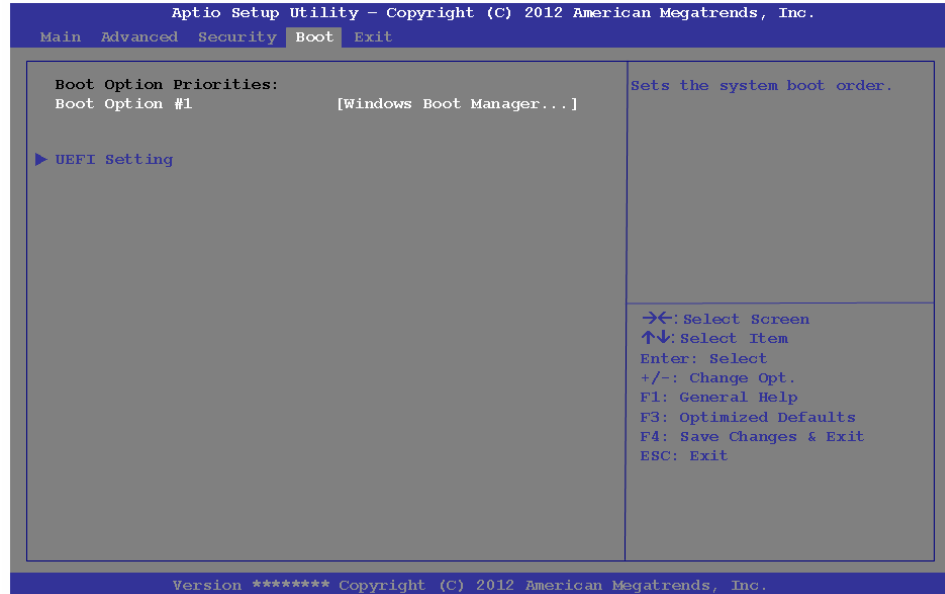 Aptio Setup Utility – Copyright (C) 2012 American Megatrends, Inc.
Main Advanced Security Boot Exit
Boot Option Priorities:
Boot Option #1 [Windows Boot Manager...]
▶ UEFI Setting
Sets the system boot order.
→←: Select Screen
↑↓: Select Item
Enter: Select
+/-: Change Opt.
F1: General Help
F3: Optimized Defaults
F4: Save Changes & Exit
ESC: Exit
Version ******** Copyright (C) 2012 American Megatrends, Inc.